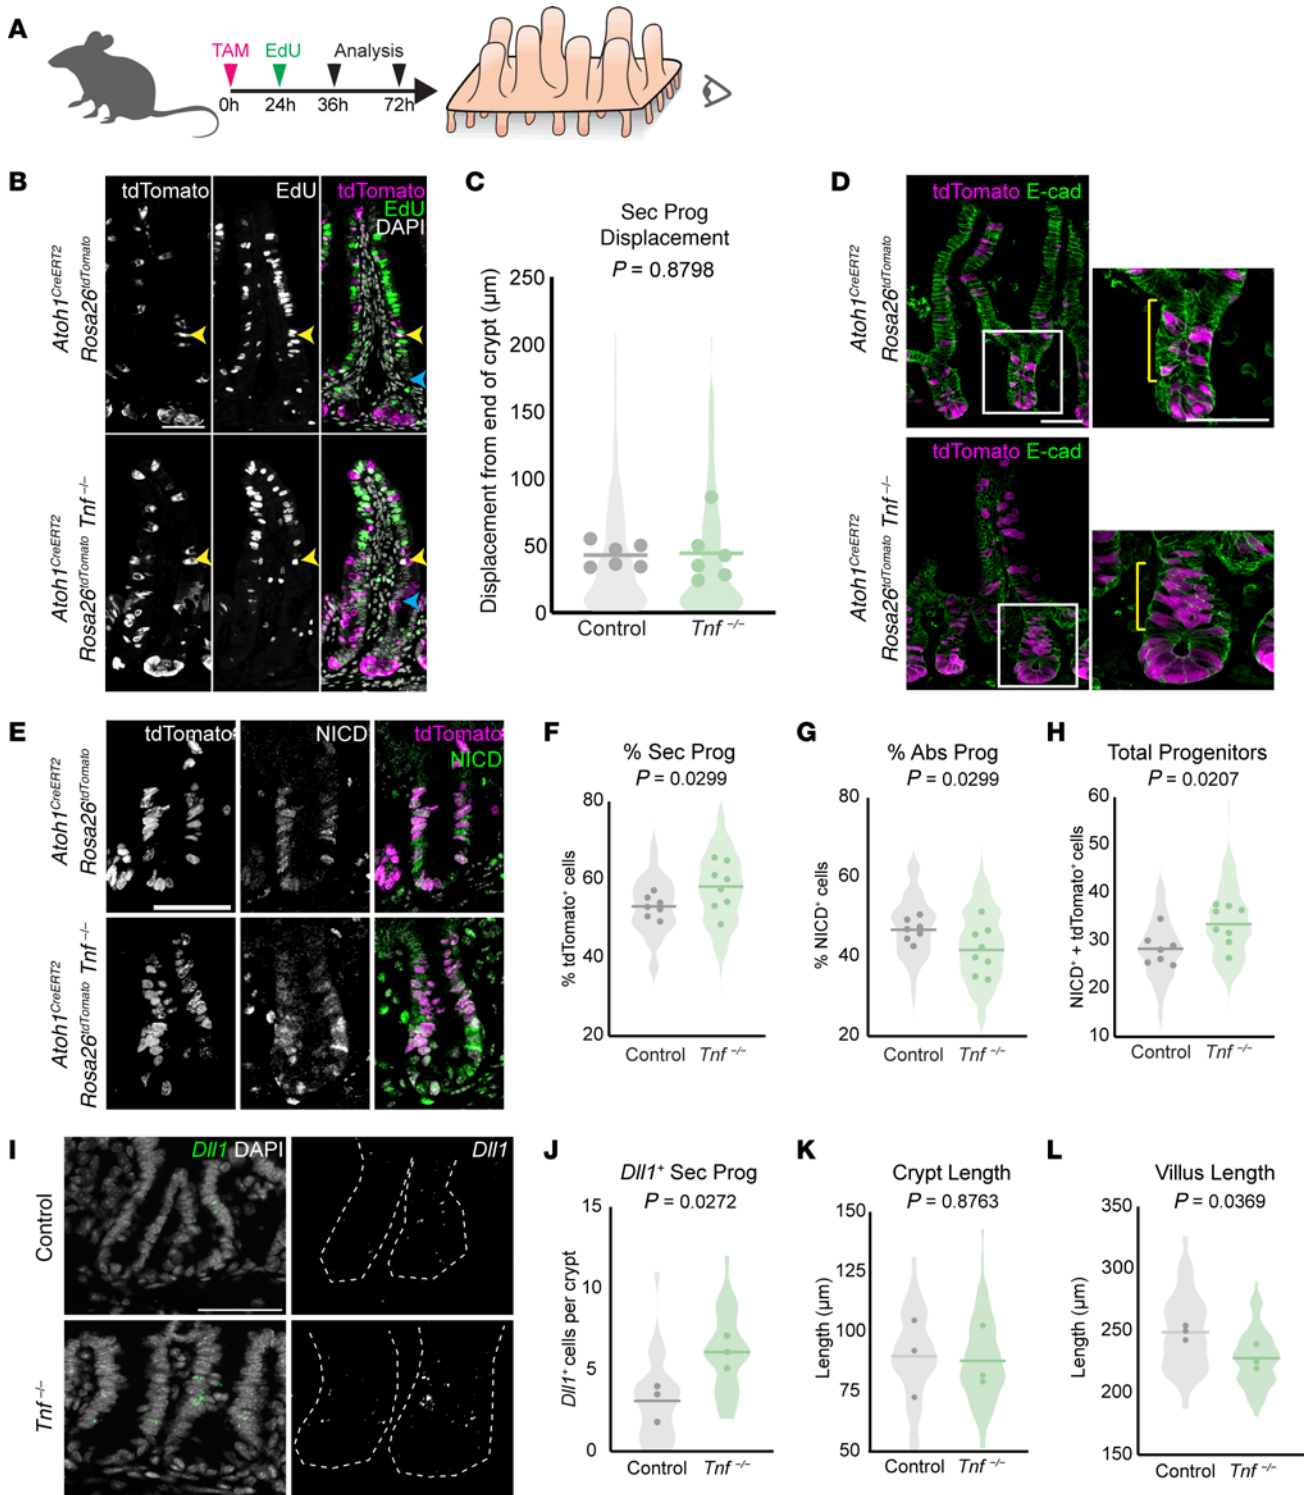 A
TAM EdU Analysis
0h 24h 36h 72h
B
tdTomato EdU tdTomato
EdU
DAPI
Atoh1CreERT2
Rosa26tdTomato
Atoh1CreERT2
Rosa26tdTomato Tnf –/–
C
Sec Prog
Displacement
P = 0.8798
Displacement from end of crypt (µm)
250
200
150
100
50
0
Control Tnf –/–
D
tdTomato E-cad
Atoh1CreERT2
Rosa26tdTomato
tdTomato E-cad
Atoh1CreERT2
Rosa26tdTomato Tnf –/–
E
tdTomato NICD tdTomato
NICD
Atoh1CreERT2
Rosa26tdTomato
Atoh1CreERT2
Rosa26tdTomato Tnf –/–
F
% Sec Prog
P = 0.0299
% tdTomato+ cells
80
60
40
20
Control Tnf –/–
G
% Abs Prog
P = 0.0299
% NICD+ cells
80
60
40
20
Control Tnf –/–
H
Total Progenitors
P = 0.0207
NICD+ + tdTomato+ cells
60
50
40
30
20
10
Control Tnf –/–
I
Dll1 DAPI Dll1
Control
Tnf –/–
J
Dll1+ Sec Prog
P = 0.0272
Dll1+ cells per crypt
15
10
5
0
Control Tnf –/–
K
Crypt Length
P = 0.8763
Length (µm)
150
125
100
75
50
Control Tnf –/–
L
Villus Length
P = 0.0369
Length (µm)
350
300
250
200
150
Control Tnf –/–